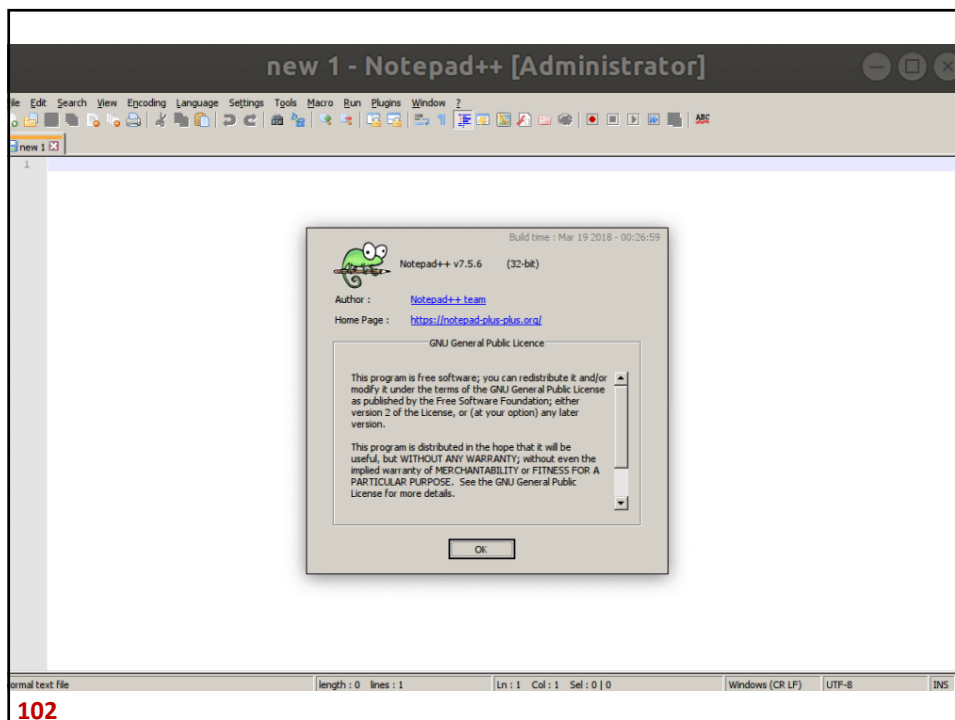 new 1 - Notepad++ [Administrator]
ile Edit Search View Encoding Language Settings Tools Macro Run Plugins Window ?
ABC
new 1
1
Build time : Mar 19 2018 - 00:26:59
Notepad++ v7.5.6 (32-bit)
Author : Notepad++ team
Home Page : https://notepad-plus-plus.org/
GNU General Public Licence
This program is free software; you can redistribute it and/or
modify it under the terms of the GNU General Public License
as published by the Free Software Foundation; either
version 2 of the License, or (at your option) any later
version.
This program is distributed in the hope that it will be
useful, but WITHOUT ANY WARRANTY; without even the
implied warranty of MERCHANTABILITY or FITNESS FOR A
PARTICULAR PURPOSE. See the GNU General Public
License for more details.
OK
ormal text file length : 0 lines : 1 Ln : 1 Col : 1 Sel : 0 | 0 Windows (CR LF) UTF-8 INS
102